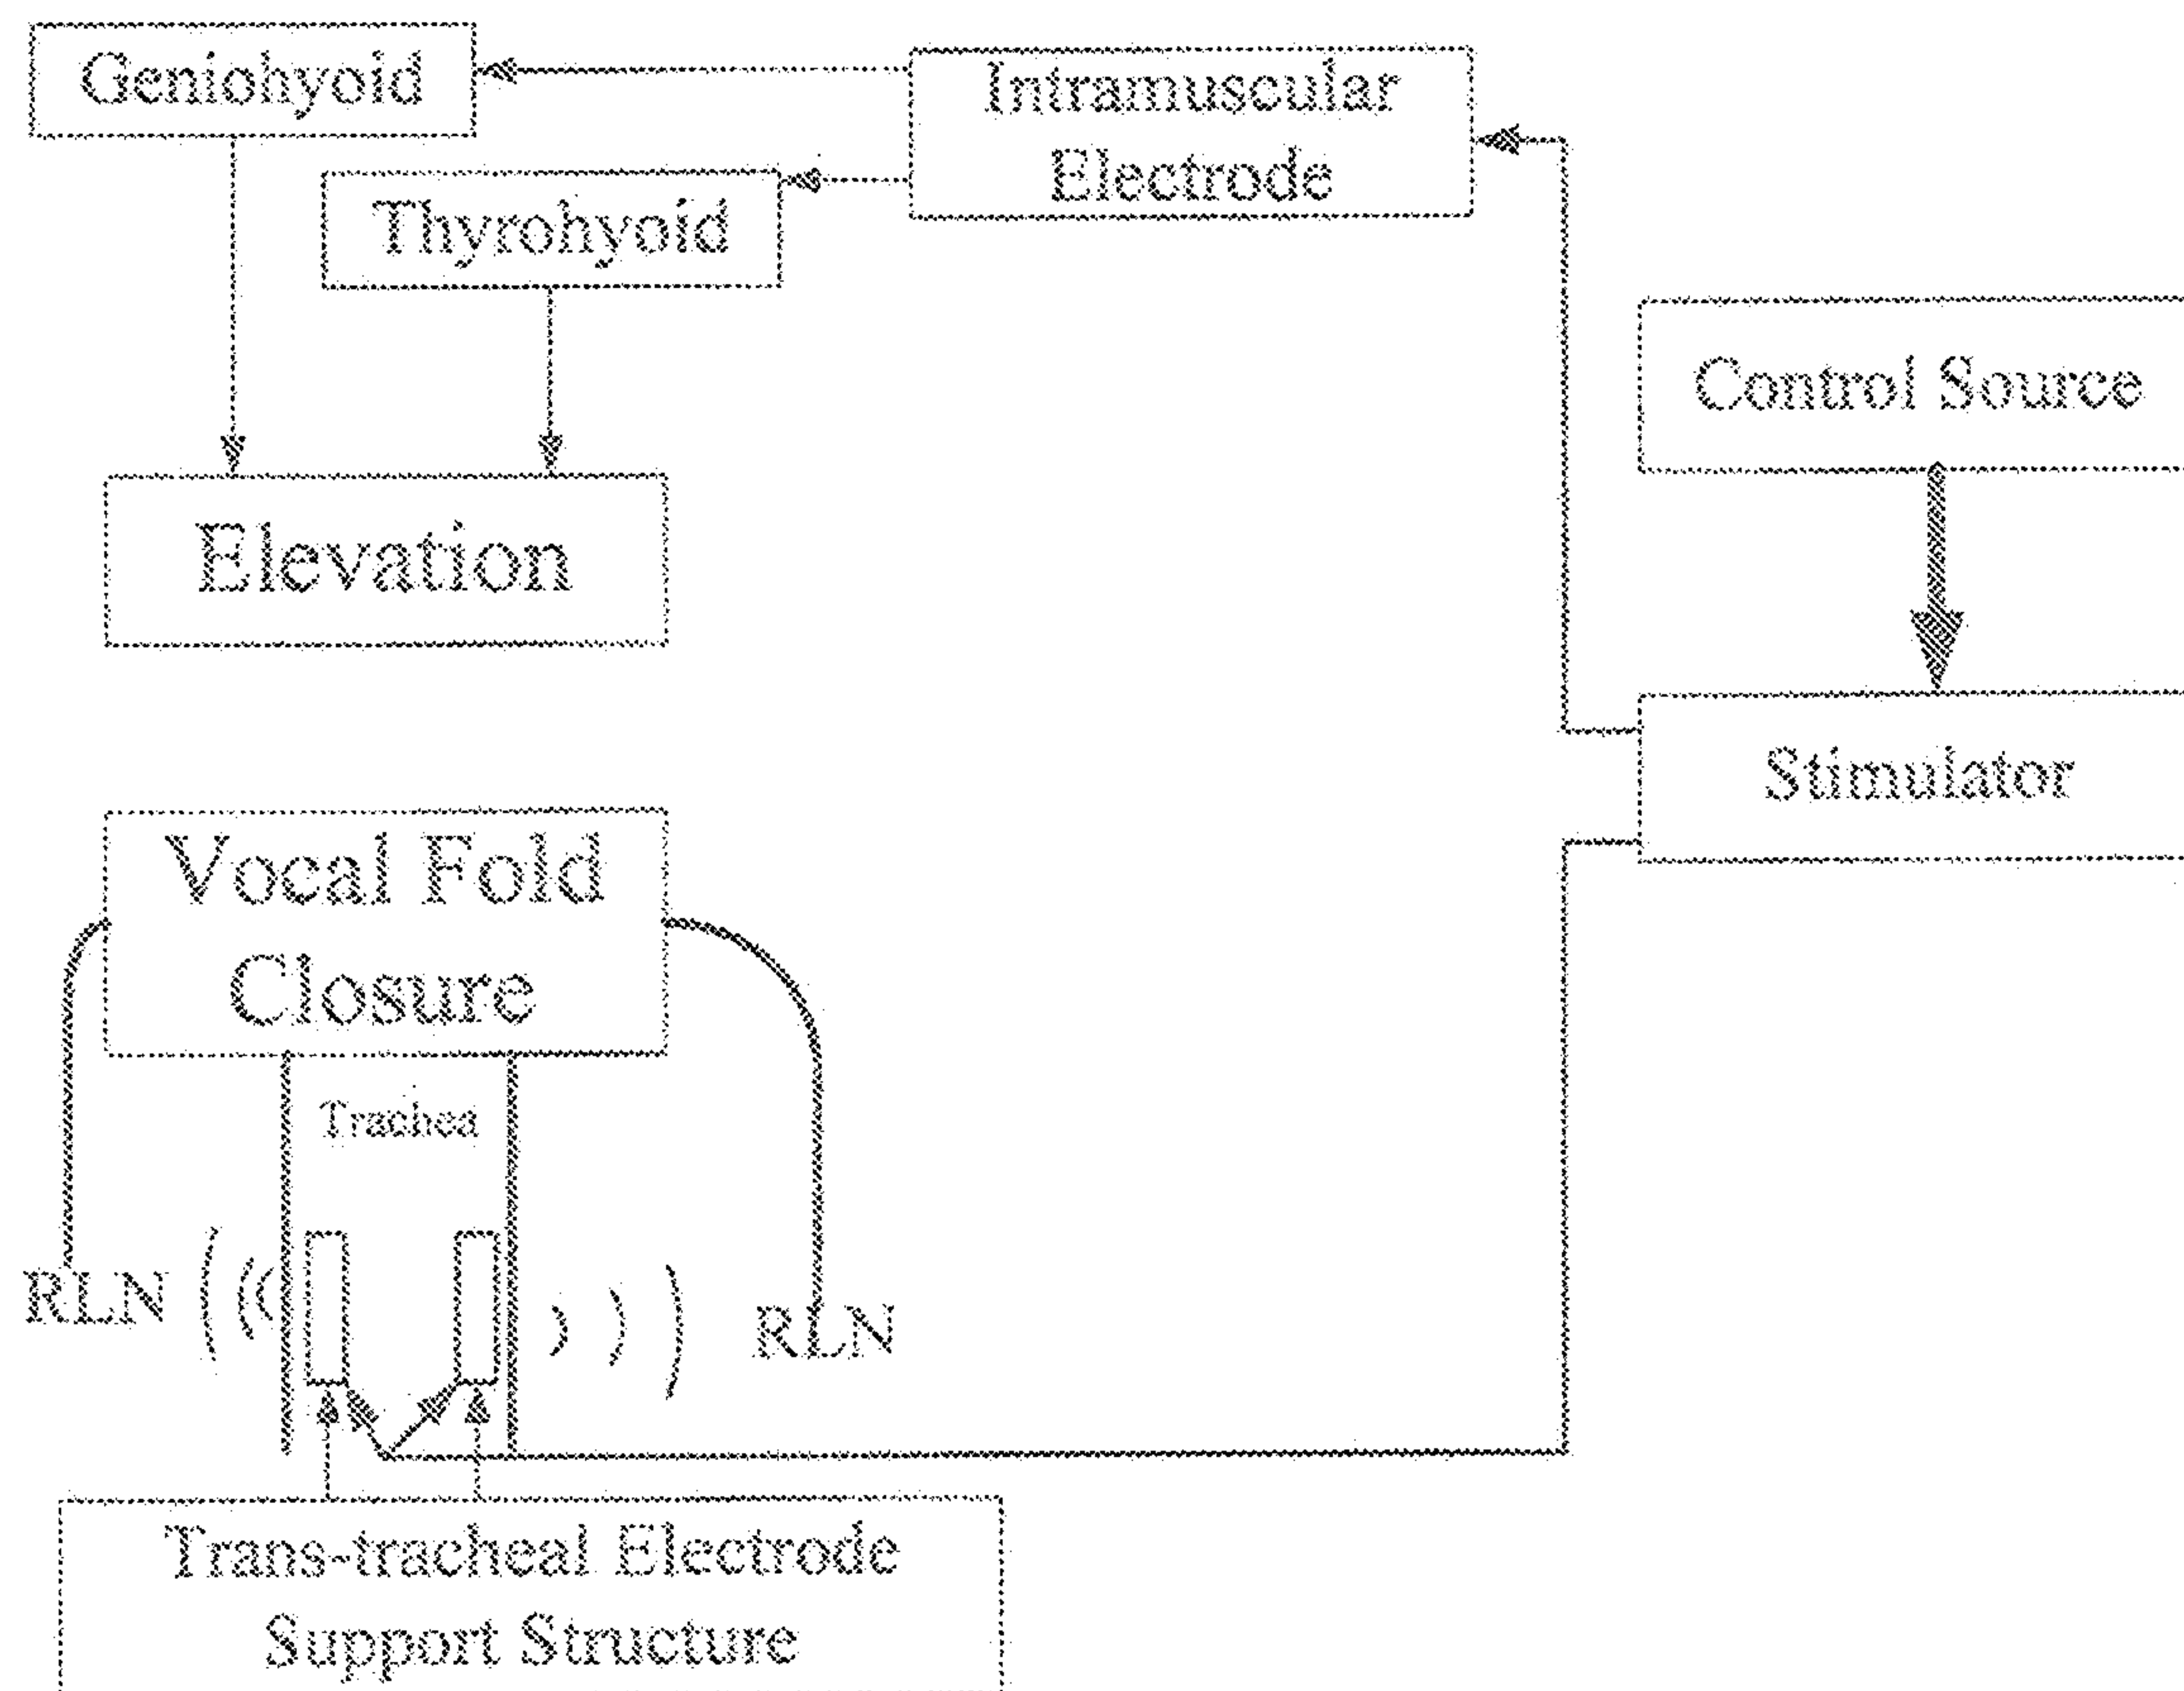 Geniohyoid
Intramuscular
Electrode
Thyrohyoid
Control Source
Elevation
Stimulator
Vocal Fold
Closure
Trachea
RLN
RLN
Trans-tracheal Electrode
Support Structure